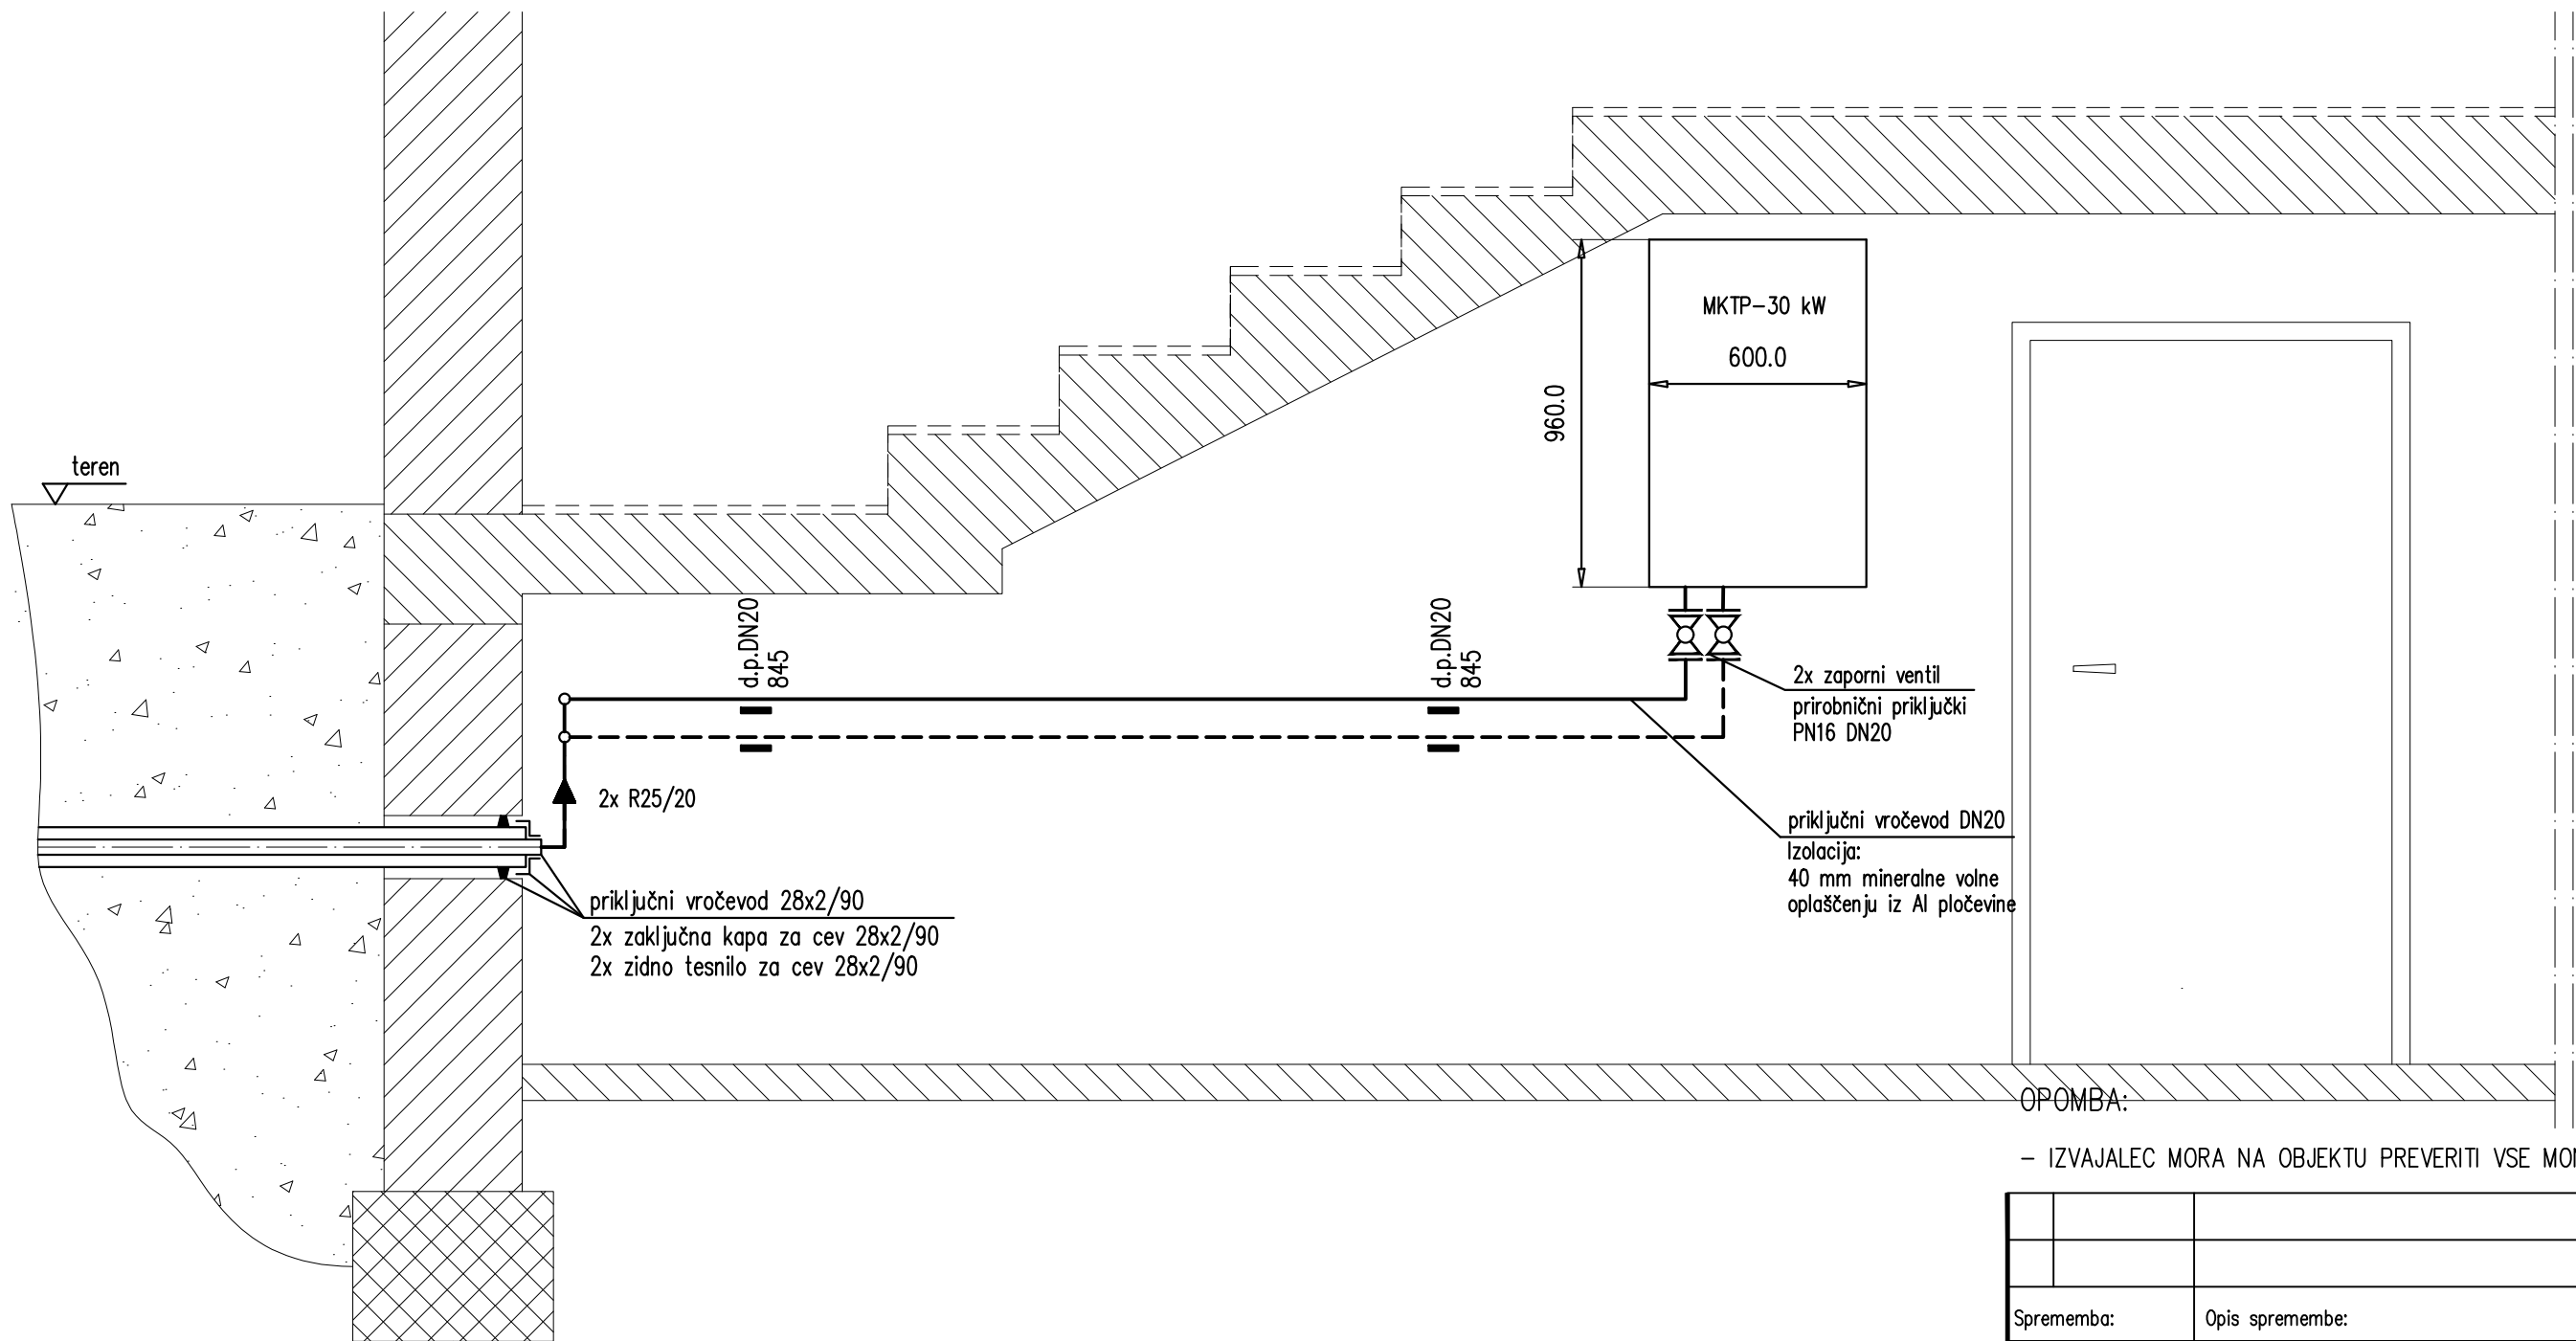 MKTP-30 kW
600.0
960.0
teren
d.p.DN20
845
d.p.DN20
845
2x zaporni ventil
prirobnični priključki
PN16 DN20
2x R25/20
priključni vročevod DN20
Izolacija:
40 mm mineralne volne
oplaščenju iz Al pločevine
priključni vročevod 28x2/90
2x zaključna kapa za cev 28x2/90
2x zidno tesnilo za cev 28x2/90
OPOMBA:
- IZVAJALEC MORA NA OBJEKTU PREVERITI VSE
Sprememba:
Opis spremembe: